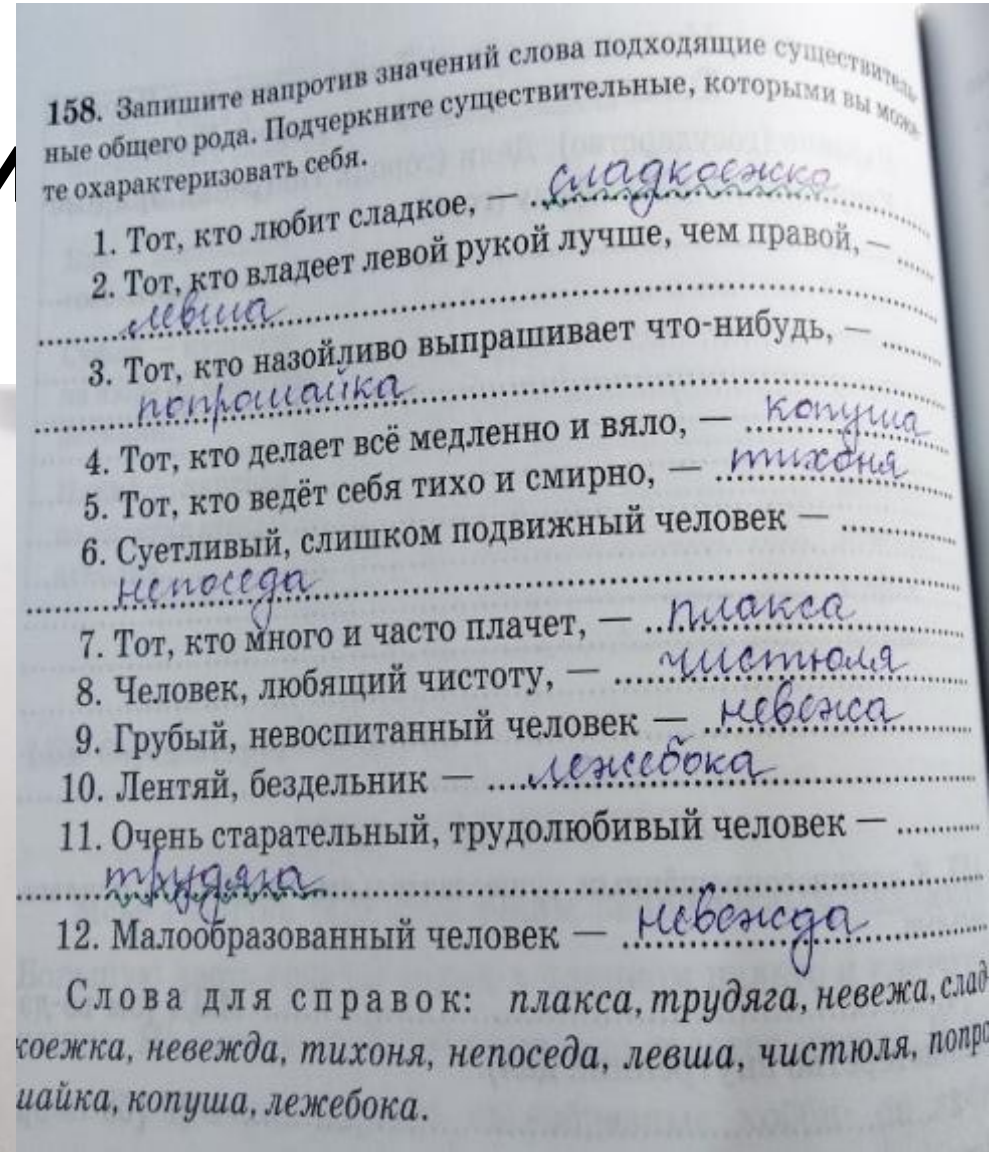 158. Запишите напротив значений слова подходящие существитель-
ные общего рода. Подчеркните существительные, которыми вы може-
те охарактеризовать себя.
1. Тот, кто любит сладкое, — сладкоежка
2. Тот, кто владеет левой рукой лучше, чем правой, —
левша
3. Тот, кто назойливо выпрашивает что-нибудь, —
попрошайка
4. Тот, кто делает всё медленно и вяло, — копуша
5. Тот, кто ведёт себя тихо и смирно, — тихоня
6. Суетливый, слишком подвижный человек —
непоседа
7. Тот, кто много и часто плачет, — плакса
8. Человек, любящий чистоту, — чистюля
9. Грубый, невоспитанный человек — невежа
10. Лентяй, бездельник — лежебока
11. Очень старательный, трудолюбивый человек —
трудяга
12. Малообразованный человек — невежда
Слова для справок: плакса, трудяга, невежа, слад-
коежка, невежда, тихоня, непоседа, левша, чистюля, попро-
шайка, копуша, лежебока.